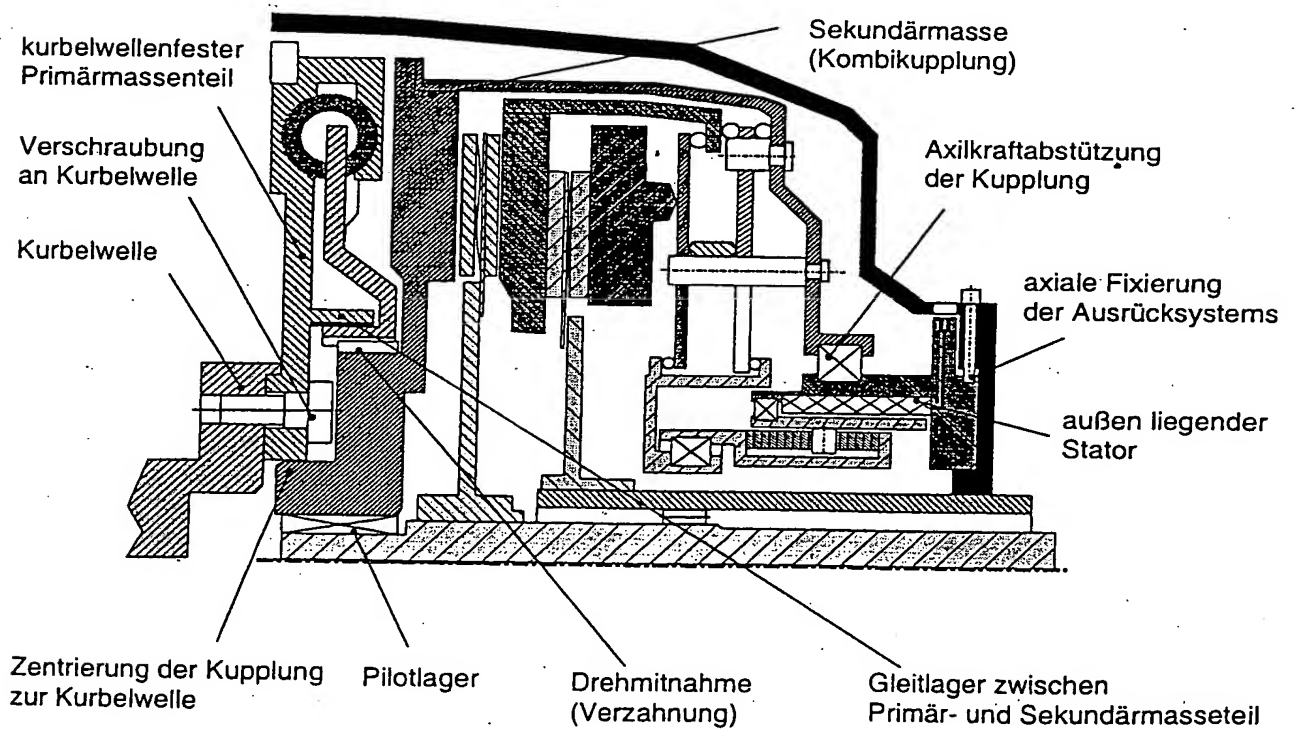 kurbelwellenfester
Primärmassenteil
Verschraubung
an Kurbelwelle
Kurbelwelle
Sekundärmasse
(Kombikupplung)
Axilkraftabstützung
der Kupplung
axiale Fixierung
der Ausrücksystems
außen liegender
Stator
Zentrierung der Kupplung
zur Kurbelwelle
Pilotlager
Drehmitnahme
(Verzahnung)
Gleitlager zwischen
Primär- und Sekundärmasseteil